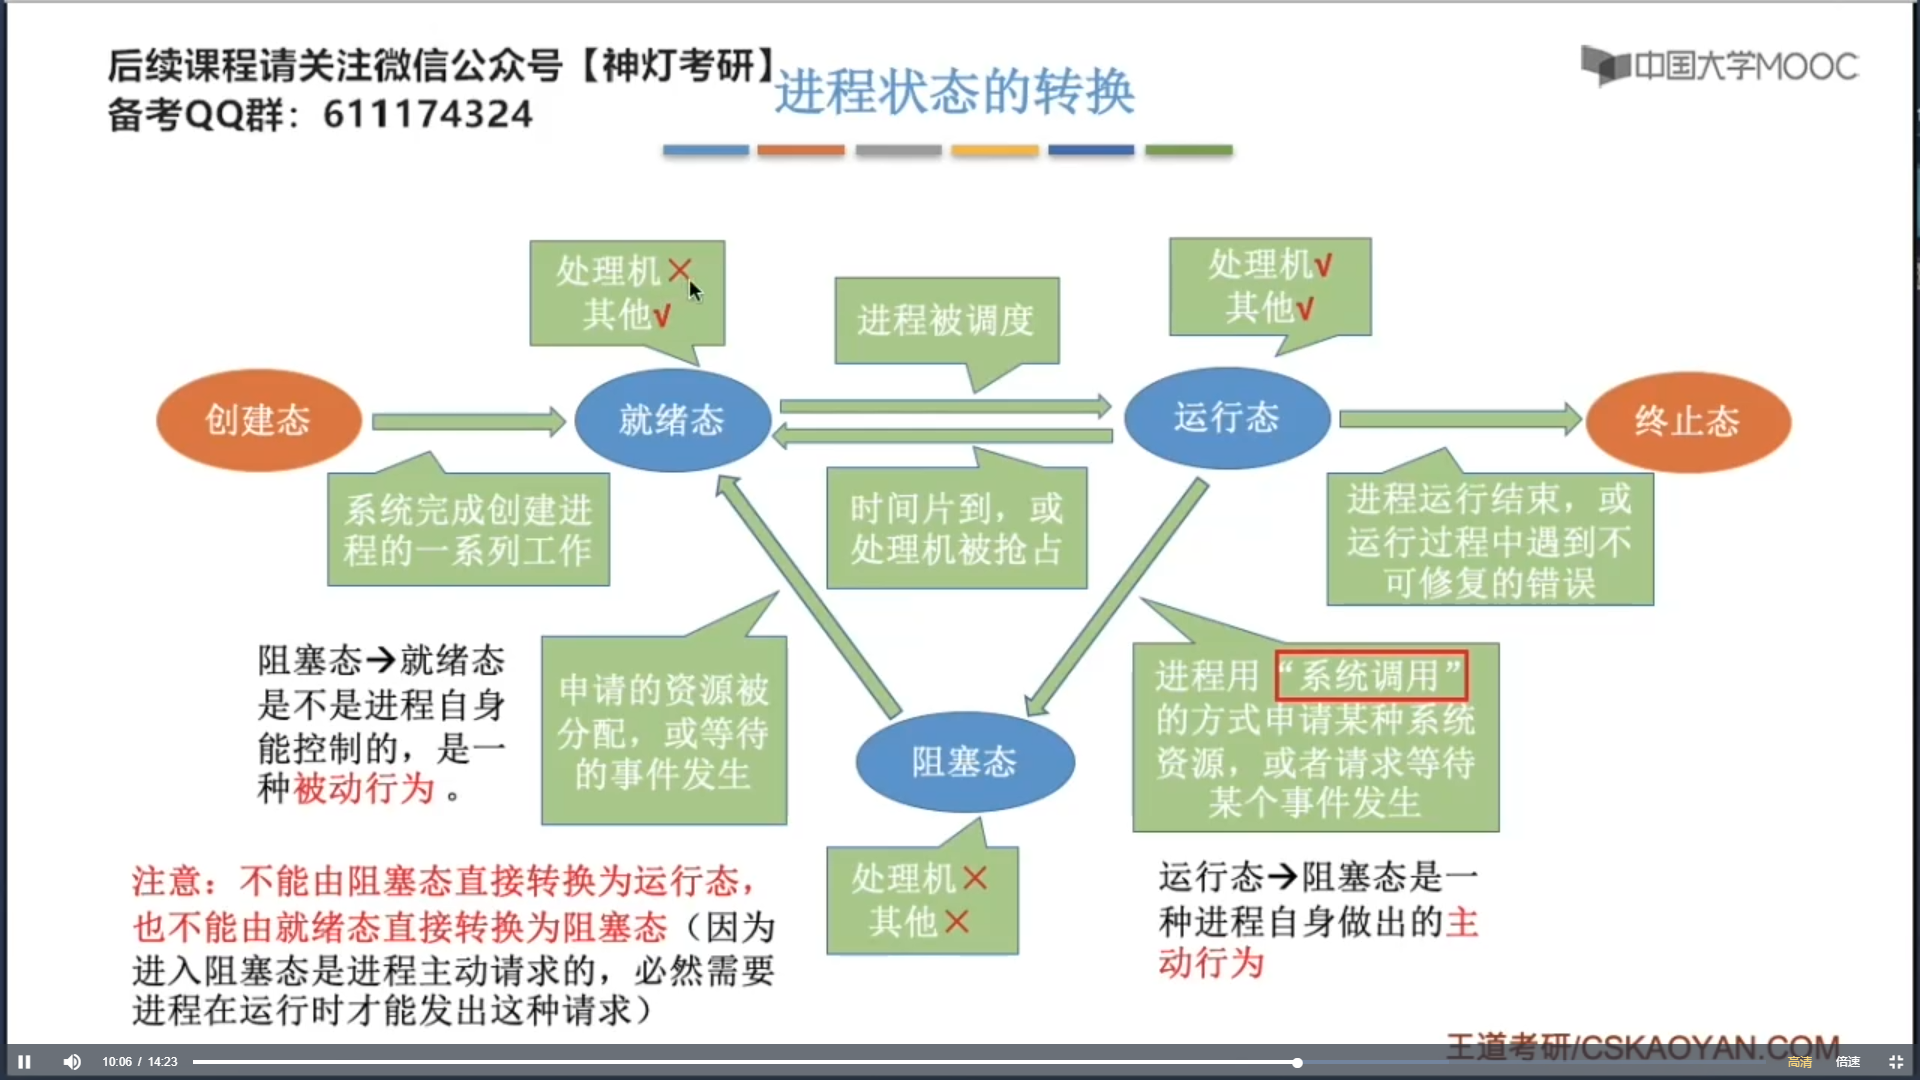 后续课程请关注微信公众号【神灯考研】
备考QQ群：611174324
进程状态的转换
中国大学MOOC
处理机×
其他√
进程被调度
处理机√
其他√
创建态
就绪态
运行态
终止态
系统完成创建进
程的一系列工作
时间片到，或
处理机被抢占
进程运行结束，或
运行过程中遇到不
可修复的错误
阻塞态→就绪态
是不是进程自身
能控制的，是一
种被动行为。
申请的资源被
分配，或等待
的事件发生
阻塞态
进程用“系统调用”
的方式申请某种系统
资源，或者请求等待
某个事件发生
处理机×
其他×
运行态→阻塞态是一
种进程自身做出的主
动行为
注意：不能由阻塞态直接转换为运行态，
也不能由就绪态直接转换为阻塞态（因为
进入阻塞态是进程主动请求的，必然需要
进程在运行时才能发出这种请求）
王道考研/CSKAOYAN.COM
10:06 / 14:23
高清
倍速